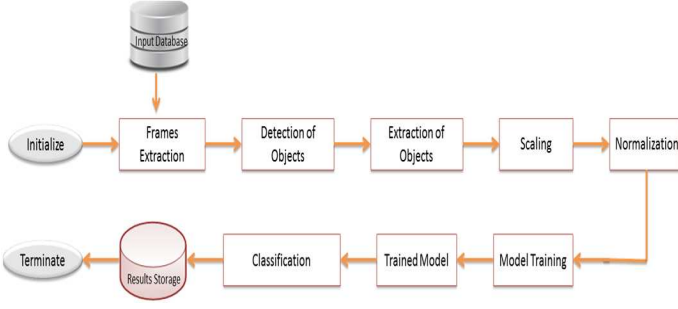 Input Database
Initialize
Frames
Extraction
Detection of
Objects
Extraction of
Objects
Scaling
Normalization
Terminate
Results Storage
Classification
Trained Model
Model Training